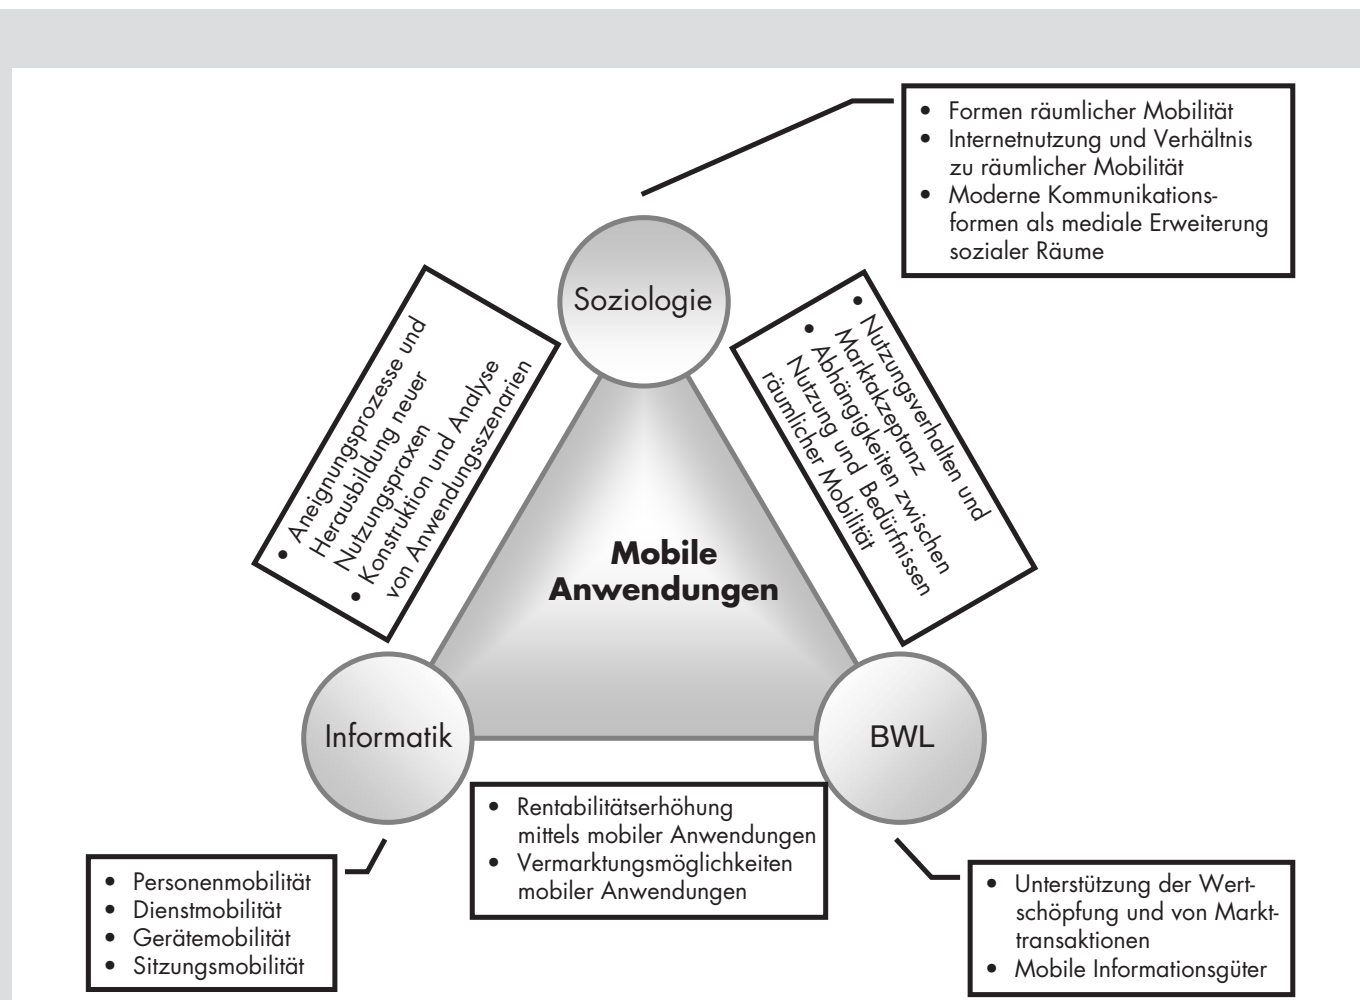 • Formen räumlicher Mobilität
• Internetnutzung und Verhältnis
zu räumlicher Mobilität
• Moderne Kommunikations-
formen als mediale Erweiterung
sozialer Räume
Soziologie
• Aneignungsprozesse und
Herausbildung neuer
Nutzungspraxen
• Konstruktion und Analyse
von Anwendungsszenarien
• Nutzungsverhalten und
Marktakzeptanz
• Abhängigkeiten zwischen
Nutzung und Bedürfnissen
räumlicher Mobilität
Mobile
Anwendungen
Informatik
BWL
• Rentabilitätserhöhung
mittels mobiler Anwendungen
• Vermarktungsmöglichkeiten
mobiler Anwendungen
• Personenmobilität
• Dienstmobilität
• Gerätemobilität
• Sitzungsmobilität
• Unterstützung der Wert-
schöpfung und von Markt-
transaktionen
• Mobile Informationsgüter